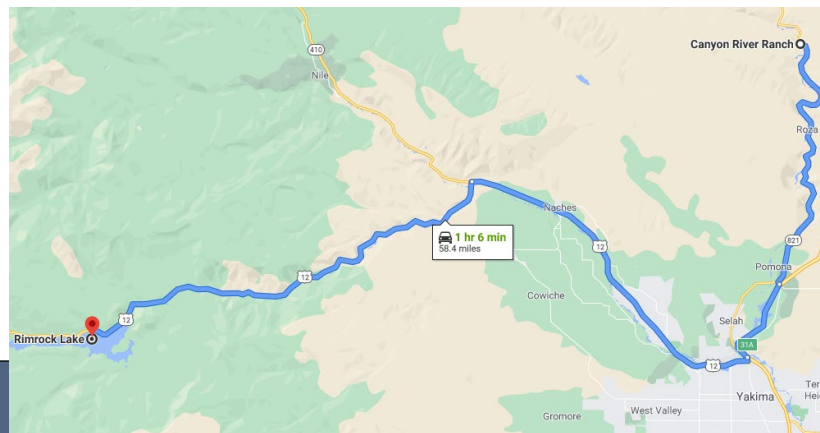 410
Nile
Canyon River Ranch
Roza
Naches
1 hr 6 min
58.4 miles
12
821
12
Pomona
Cowiche
12
Selah
Rimrock Lake
31A
12
Yakima
West Valley
Gromore